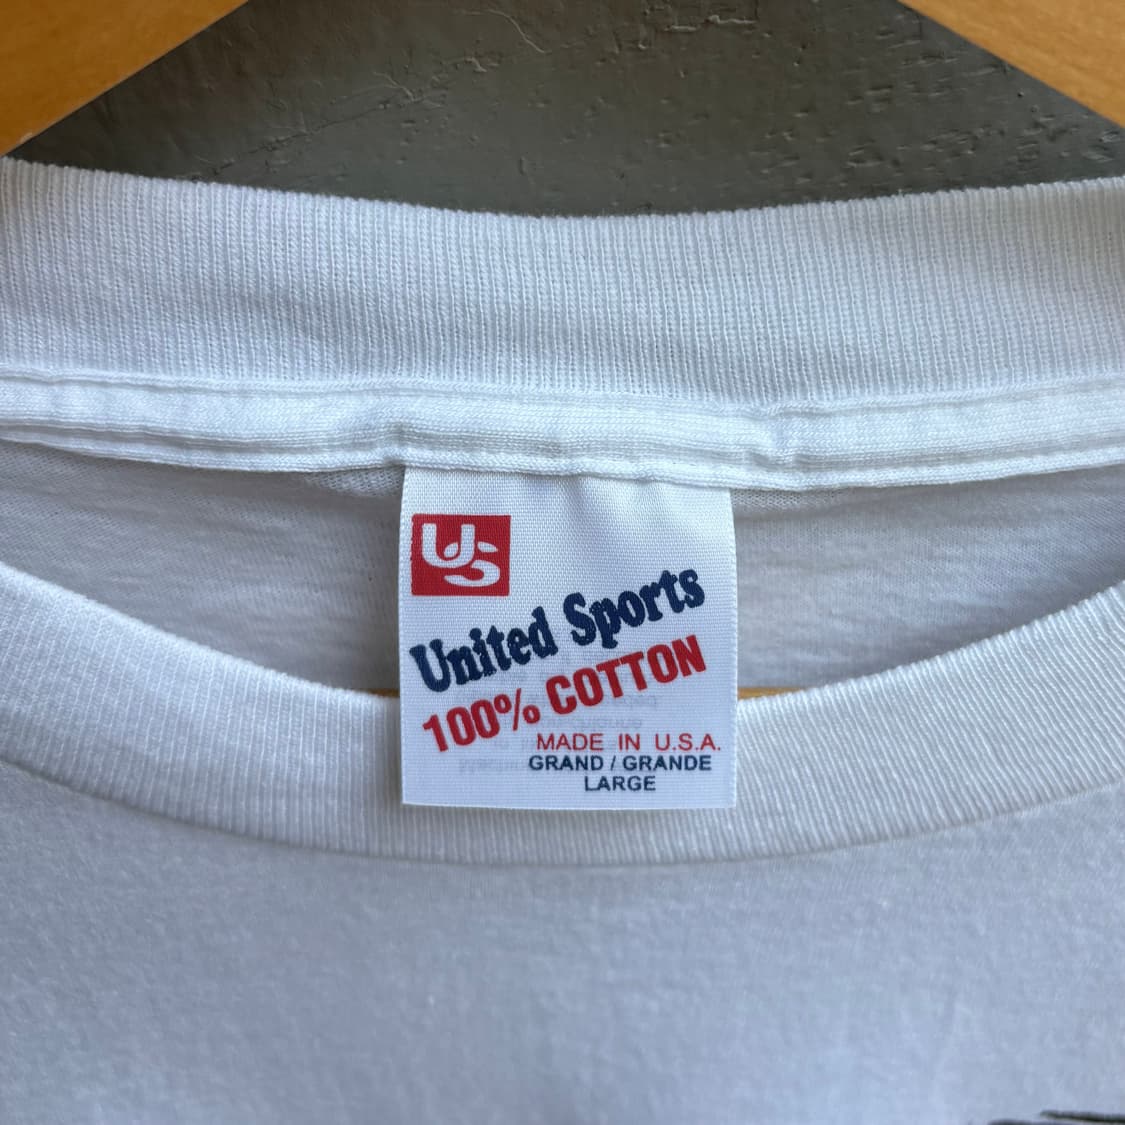 US
United Sports
100% COTTON
MADE IN U.S.A.
GRAND / GRANDE
LARGE